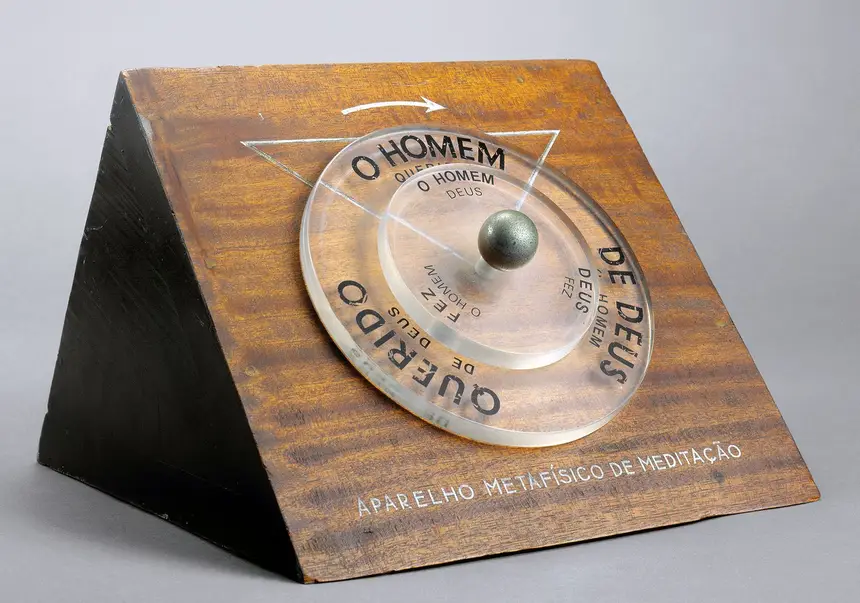 O HOMEM
O HOMEM
DEUS
DE DEUS
O HOMEM
DEUS
FEZ
QUERIDO
DE DEUS
FEZ
O HOMEM
APARELHO METAFÍSICO DE MEDITAÇÃO